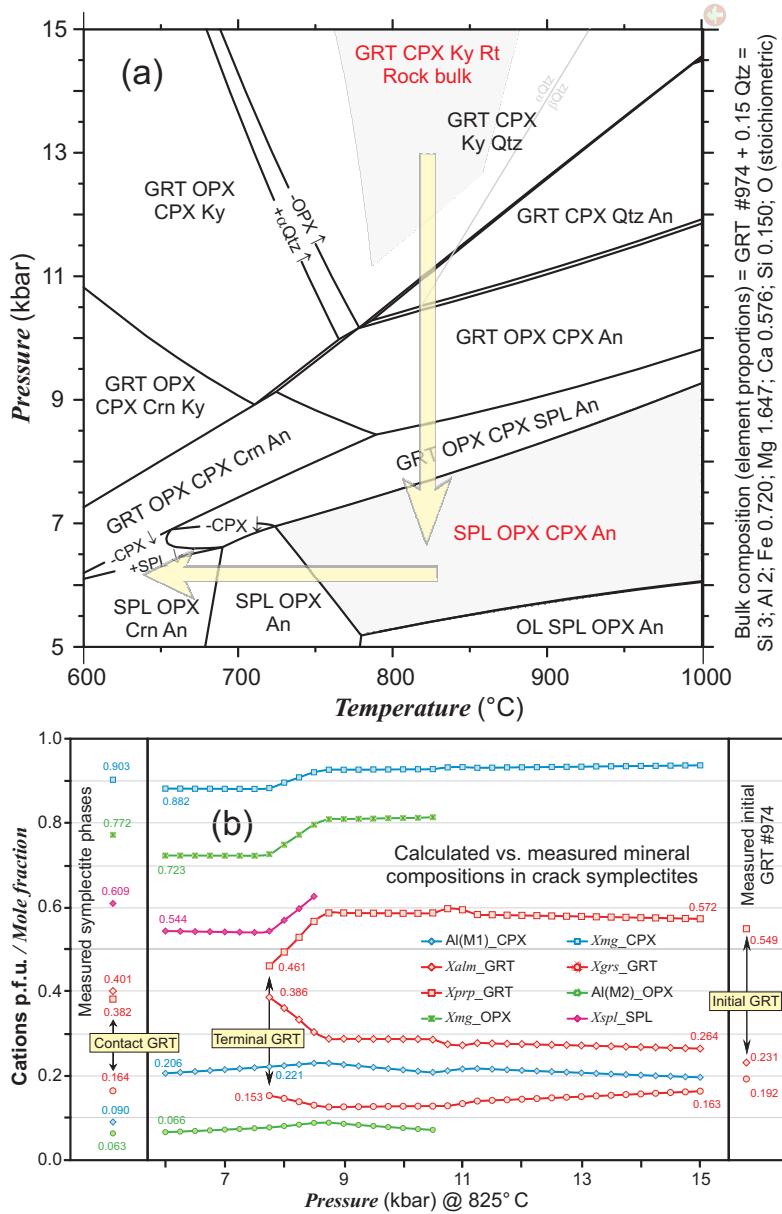 15
13
11
9
7
5
Pressure (kbar)
(a)
GRT CPX Ky Rt
Rock bulk
αQtz
βQtz
GRT CPX
Ky Qtz
GRT OPX
CPX Ky
-OPX↑
+αQtz↑
GRT CPX Qtz An
GRT OPX CPX An
GRT OPX
CPX Crn Ky
GRT OPX CPX Crn An
GRT OPX CPX SPL An
-CPX↓
-CPX↓
+SPL↓
SPL OPX CPX An
SPL OPX
Crn An
SPL OPX
An
OL SPL OPX An
600 700 800 900 1000
Temperature (°C)
Bulk composition (element proportions) = GRT #974 + 0.15 Qtz =
Si 3; Al 2; Fe 0.720; Mg 1.647; Ca 0.576; Si 0.150; O (stoichiometric)
1.0
0.8
0.6
0.4
0.2
0.0
Cations p.f.u. / Mole fraction
Measured symplectite phases
0.903
0.772
0.609
0.401
0.382
Contact GRT
0.164
0.090
0.063
(b)
0.882
0.723
0.544
0.461
0.386
Terminal GRT
0.206
0.221
0.153
0.066
Calculated vs. measured mineral
compositions in crack symplectites
Al(M1)_CPX Xmg_CPX
Xalm_GRT Xgrs_GRT
Xprp_GRT Al(M2)_OPX
Xmg_OPX Xspl_SPL
0.572
0.264
0.163
Measured initial
GRT #974
0.549
Initial GRT
0.231
0.192
7 9 11 13 15
Pressure (kbar) @ 825° C